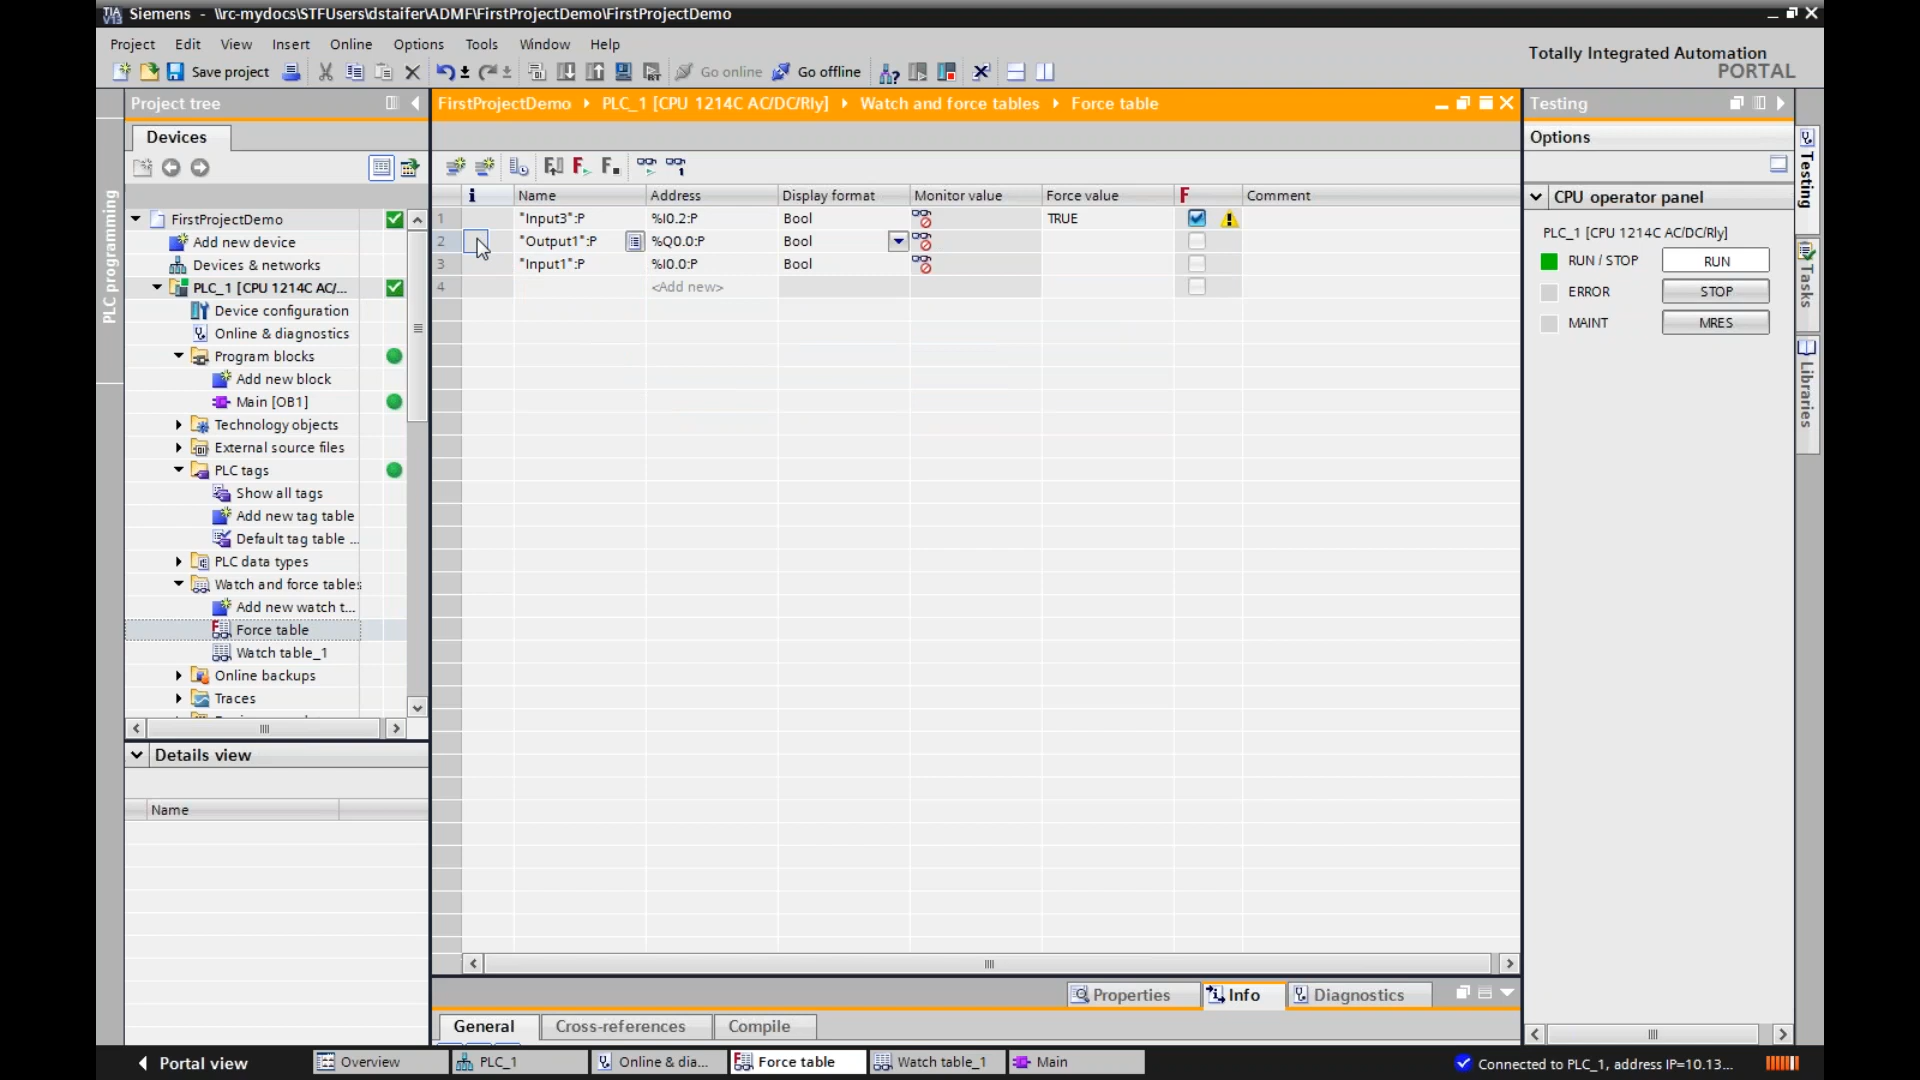 Siemens - \\rc-mydocs\STFUsers\dstaifer\ADMF\FirstProjectDemo\FirstProjectDemo
Project Edit View Insert Online Options Tools Window Help
Totally Integrated Automation
PORTAL
Save project Go online Go offline
Project tree
FirstProjectDemo PLC_1 [CPU 1214C AC/DC/Rly] Watch and force tables Force table
Testing
Devices
Options
PLC programming
i Name Address Display format Monitor value Force value F Comment
1 "Input3":P %I0.2:P Bool TRUE
2 "Output1":P %Q0.0:P Bool
3 "Input1":P %I0.0:P Bool
4 <Add new>
FirstProjectDemo
Add new device
Devices & networks
PLC_1 [CPU 1214C AC/...
Device configuration
Online & diagnostics
Program blocks
Add new block
Main [OB1]
Technology objects
External source files
PLC tags
Show all tags
Add new tag table
Default tag table ...
PLC data types
Watch and force tables
Add new watch t...
Force table
Watch table_1
Online backups
Traces
Details view
Name
CPU operator panel
PLC_1 [CPU 1214C AC/DC/Rly]
RUN / STOP RUN
ERROR STOP
MAINT MRES
Testing
Tasks
Libraries
Properties Info Diagnostics
General Cross-references Compile
Portal view Overview PLC_1 Online & dia... Force table Watch table_1 Main
Connected to PLC_1, address IP=10.13...